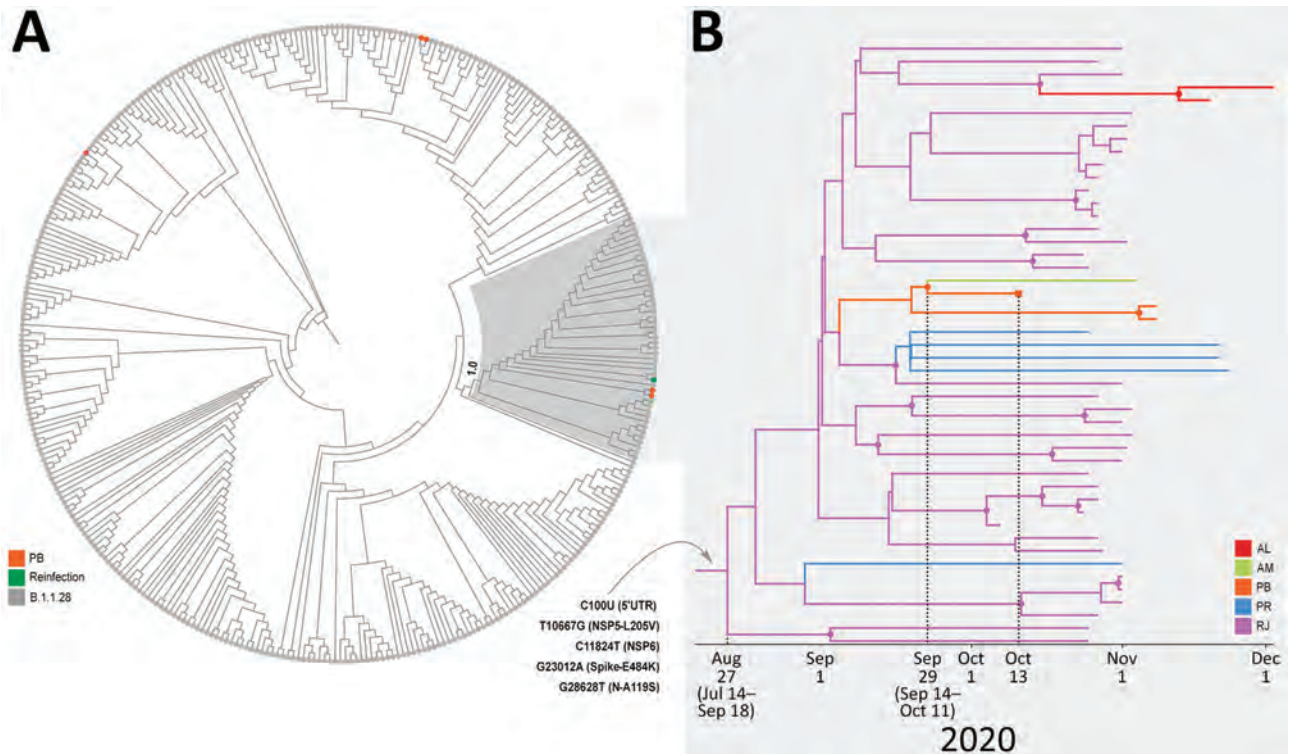 A
B
1.0
PB
Reinfection
B.1.1.28
C100U (5'UTR)
T10667G (NSP5-L205V)
C11824T (NSP6)
G23012A (Spike-E484K)
G28628T (N-A119S)
AL
AM
PB
PR
RJ
Aug Sep Sep Oct Oct Nov Dec
27 1 29 1 13 1 1
(Jul 14– (Sep 14–
Sep 18) Oct 11)
2020